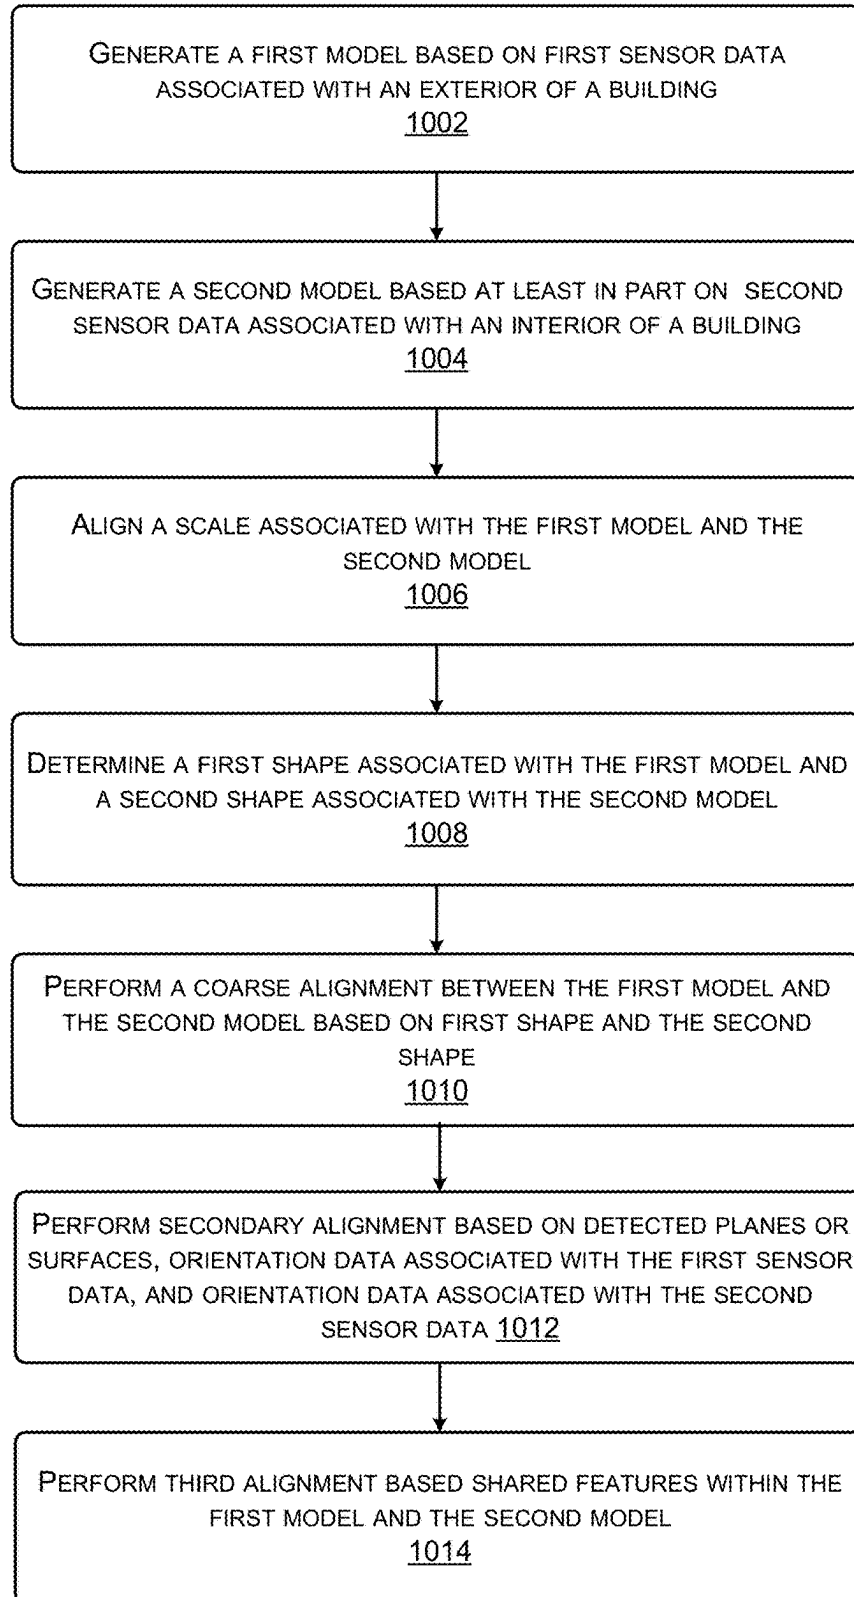 GENERATE A FIRST MODEL BASED ON FIRST SENSOR DATA
ASSOCIATED WITH AN EXTERIOR OF A BUILDING
1002
GENERATE A SECOND MODEL BASED AT LEAST IN PART ON SECOND
SENSOR DATA ASSOCIATED WITH AN INTERIOR OF A BUILDING
1004
ALIGN A SCALE ASSOCIATED WITH THE FIRST MODEL AND THE
SECOND MODEL
1006
DETERMINE A FIRST SHAPE ASSOCIATED WITH THE FIRST MODEL AND
A SECOND SHAPE ASSOCIATED WITH THE SECOND MODEL
1008
PERFORM A COARSE ALIGNMENT BETWEEN THE FIRST MODEL AND
THE SECOND MODEL BASED ON FIRST SHAPE AND THE SECOND
SHAPE
1010
PERFORM SECONDARY ALIGNMENT BASED ON DETECTED PLANES OR
SURFACES, ORIENTATION DATA ASSOCIATED WITH THE FIRST SENSOR
DATA, AND ORIENTATION DATA ASSOCIATED WITH THE SECOND
SENSOR DATA 1012
PERFORM THIRD ALIGNMENT BASED SHARED FEATURES WITHIN THE
FIRST MODEL AND THE SECOND MODEL
1014